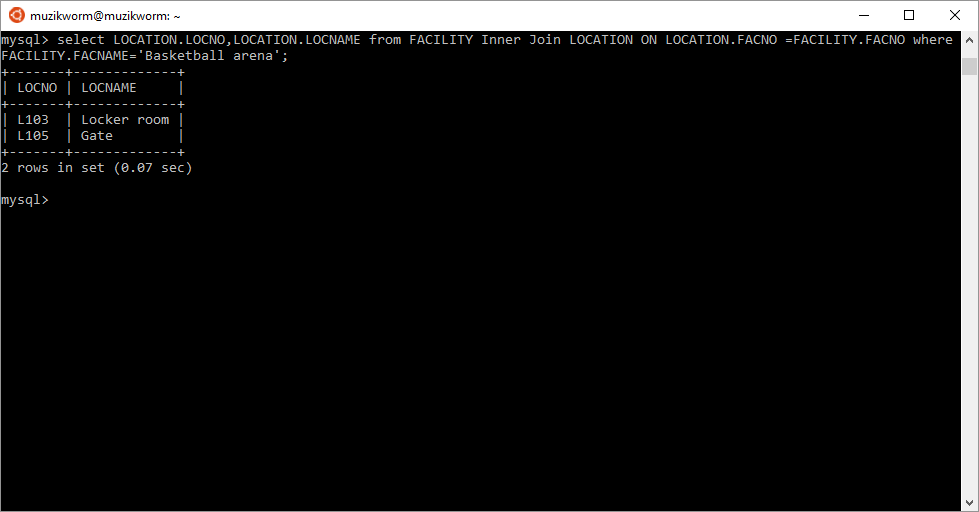 muzikworm@muzikworm: ~
mysql> select LOCATION.LOCNO,LOCATION.LOCNAME from FACILITY Inner Join LOCATION ON LOCATION.FACNO =FACILITY.FACNO where
FACILITY.FACNAME='Basketball arena';
+-------+-------------+
| LOCNO | LOCNAME     |
+-------+-------------+
| L103  | Locker room |
| L105  | Gate        |
+-------+-------------+
2 rows in set (0.07 sec)
mysql>